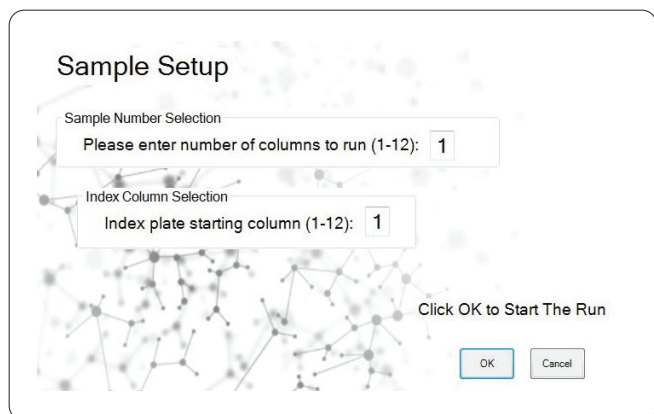 Sample Setup
Sample Number Selection
Please enter number of columns to run (1-12): 1
Index Column Selection
Index plate starting column (1-12): 1
Click OK to Start The Run
OK Cancel